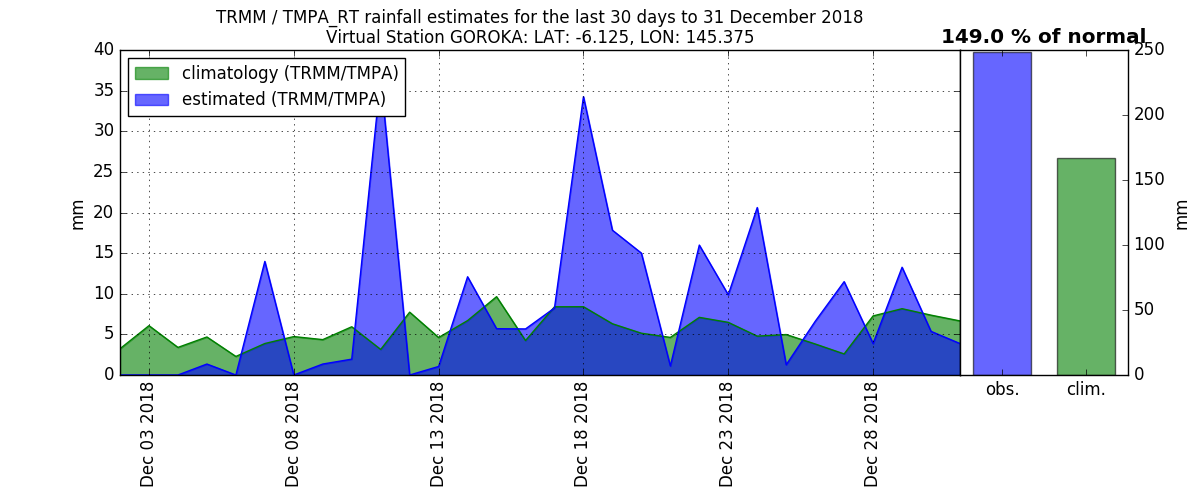 TRMM / TMPA_RT rainfall estimates for the last 30 days to 31 December 2018
Virtual Station GOROKA: LAT: -6.125, LON: 145.375
149.0 % of normal
climatology (TRMM/TMPA)
estimated (TRMM/TMPA)
40
35
30
25
20
15
10
5
0
mm
Dec 03 2018
Dec 08 2018
Dec 13 2018
Dec 18 2018
Dec 23 2018
Dec 28 2018
250
200
150
100
50
0
mm
obs.
clim.